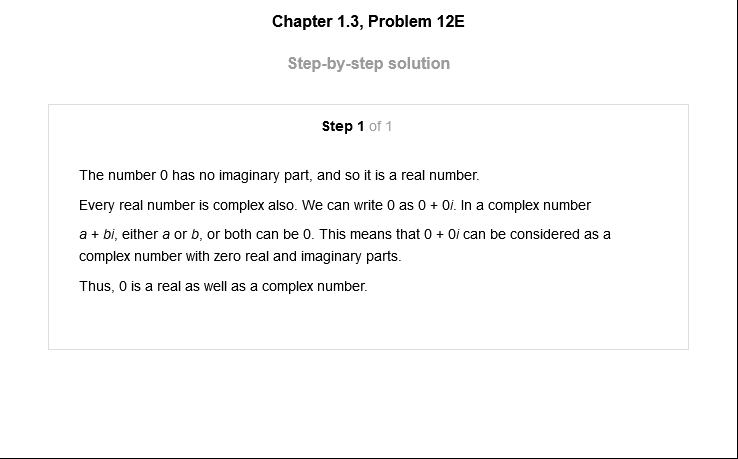 Chapter 1.3, Problem 12E
Step-by-step solution
Step 1 of 1
The number 0 has no imaginary part, and so it is a real number.
Every real number is complex also. We can write 0 as 0 + 0i. In a complex number
a + bi, either a or b, or both can be 0. This means that 0 + 0i can be considered as a
complex number with zero real and imaginary parts.
Thus, 0 is a real as well as a complex number.